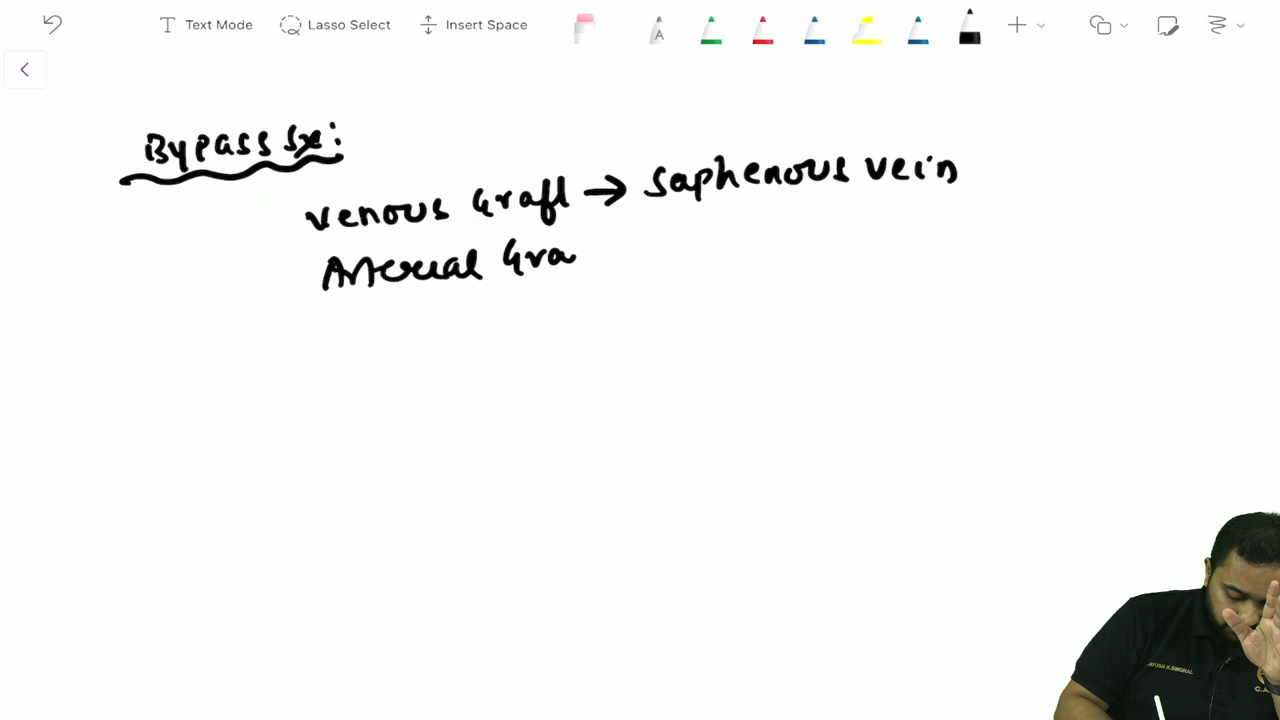 Text Mode Lasso Select Insert Space
Bypass Sx:
Venous Graft → Saphenous vein
Arterial Gra